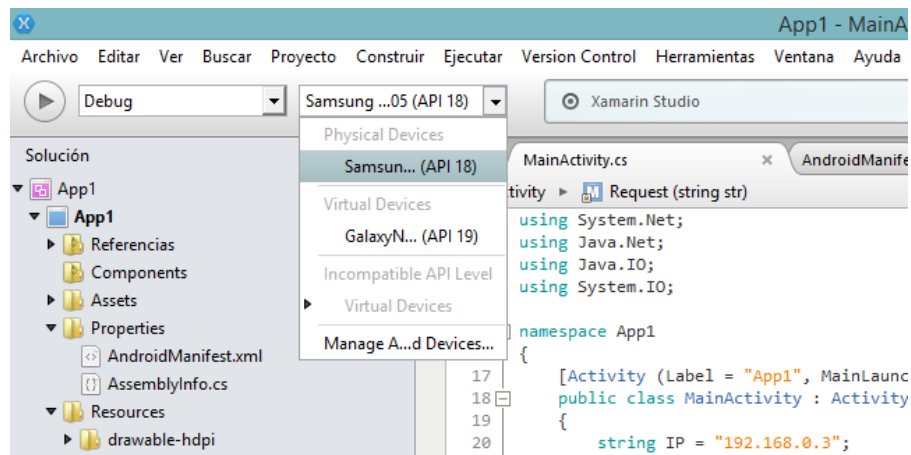 App1 - MainA
Archivo Editar Ver Buscar Proyecto Construir Ejecutar Version Control Herramientas Ventana Ayuda
Debug
Samsung ...05 (API 18)
Xamarin Studio
Physical Devices
Samsun... (API 18)
Virtual Devices
GalaxyN... (API 19)
Incompatible API Level
Virtual Devices
Manage A...d Devices...
Solución
App1
App1
Referencias
Components
Assets
Properties
AndroidManifest.xml
AssemblyInfo.cs
Resources
drawable-hdpi
MainActivity.cs
AndroidManife
tivity Request (string str)
using System.Net;
using Java.Net;
using Java.IO;
using System.IO;
namespace App1
{
17 [Activity (Label = "App1", MainLaunc
18 public class MainActivity : Activity
19 {
20 string IP = "192.168.0.3";